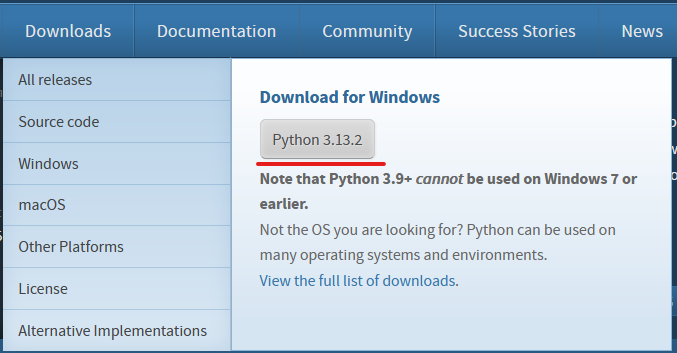 Downloads
Documentation
Community
Success Stories
News
All releases
Source code
Windows
macOS
Other Platforms
License
Alternative Implementations
Download for Windows
Python 3.13.2
Note that Python 3.9+ cannot be used on Windows 7 or
earlier.
Not the OS you are looking for? Python can be used on
many operating systems and environments.
View the full list of downloads.